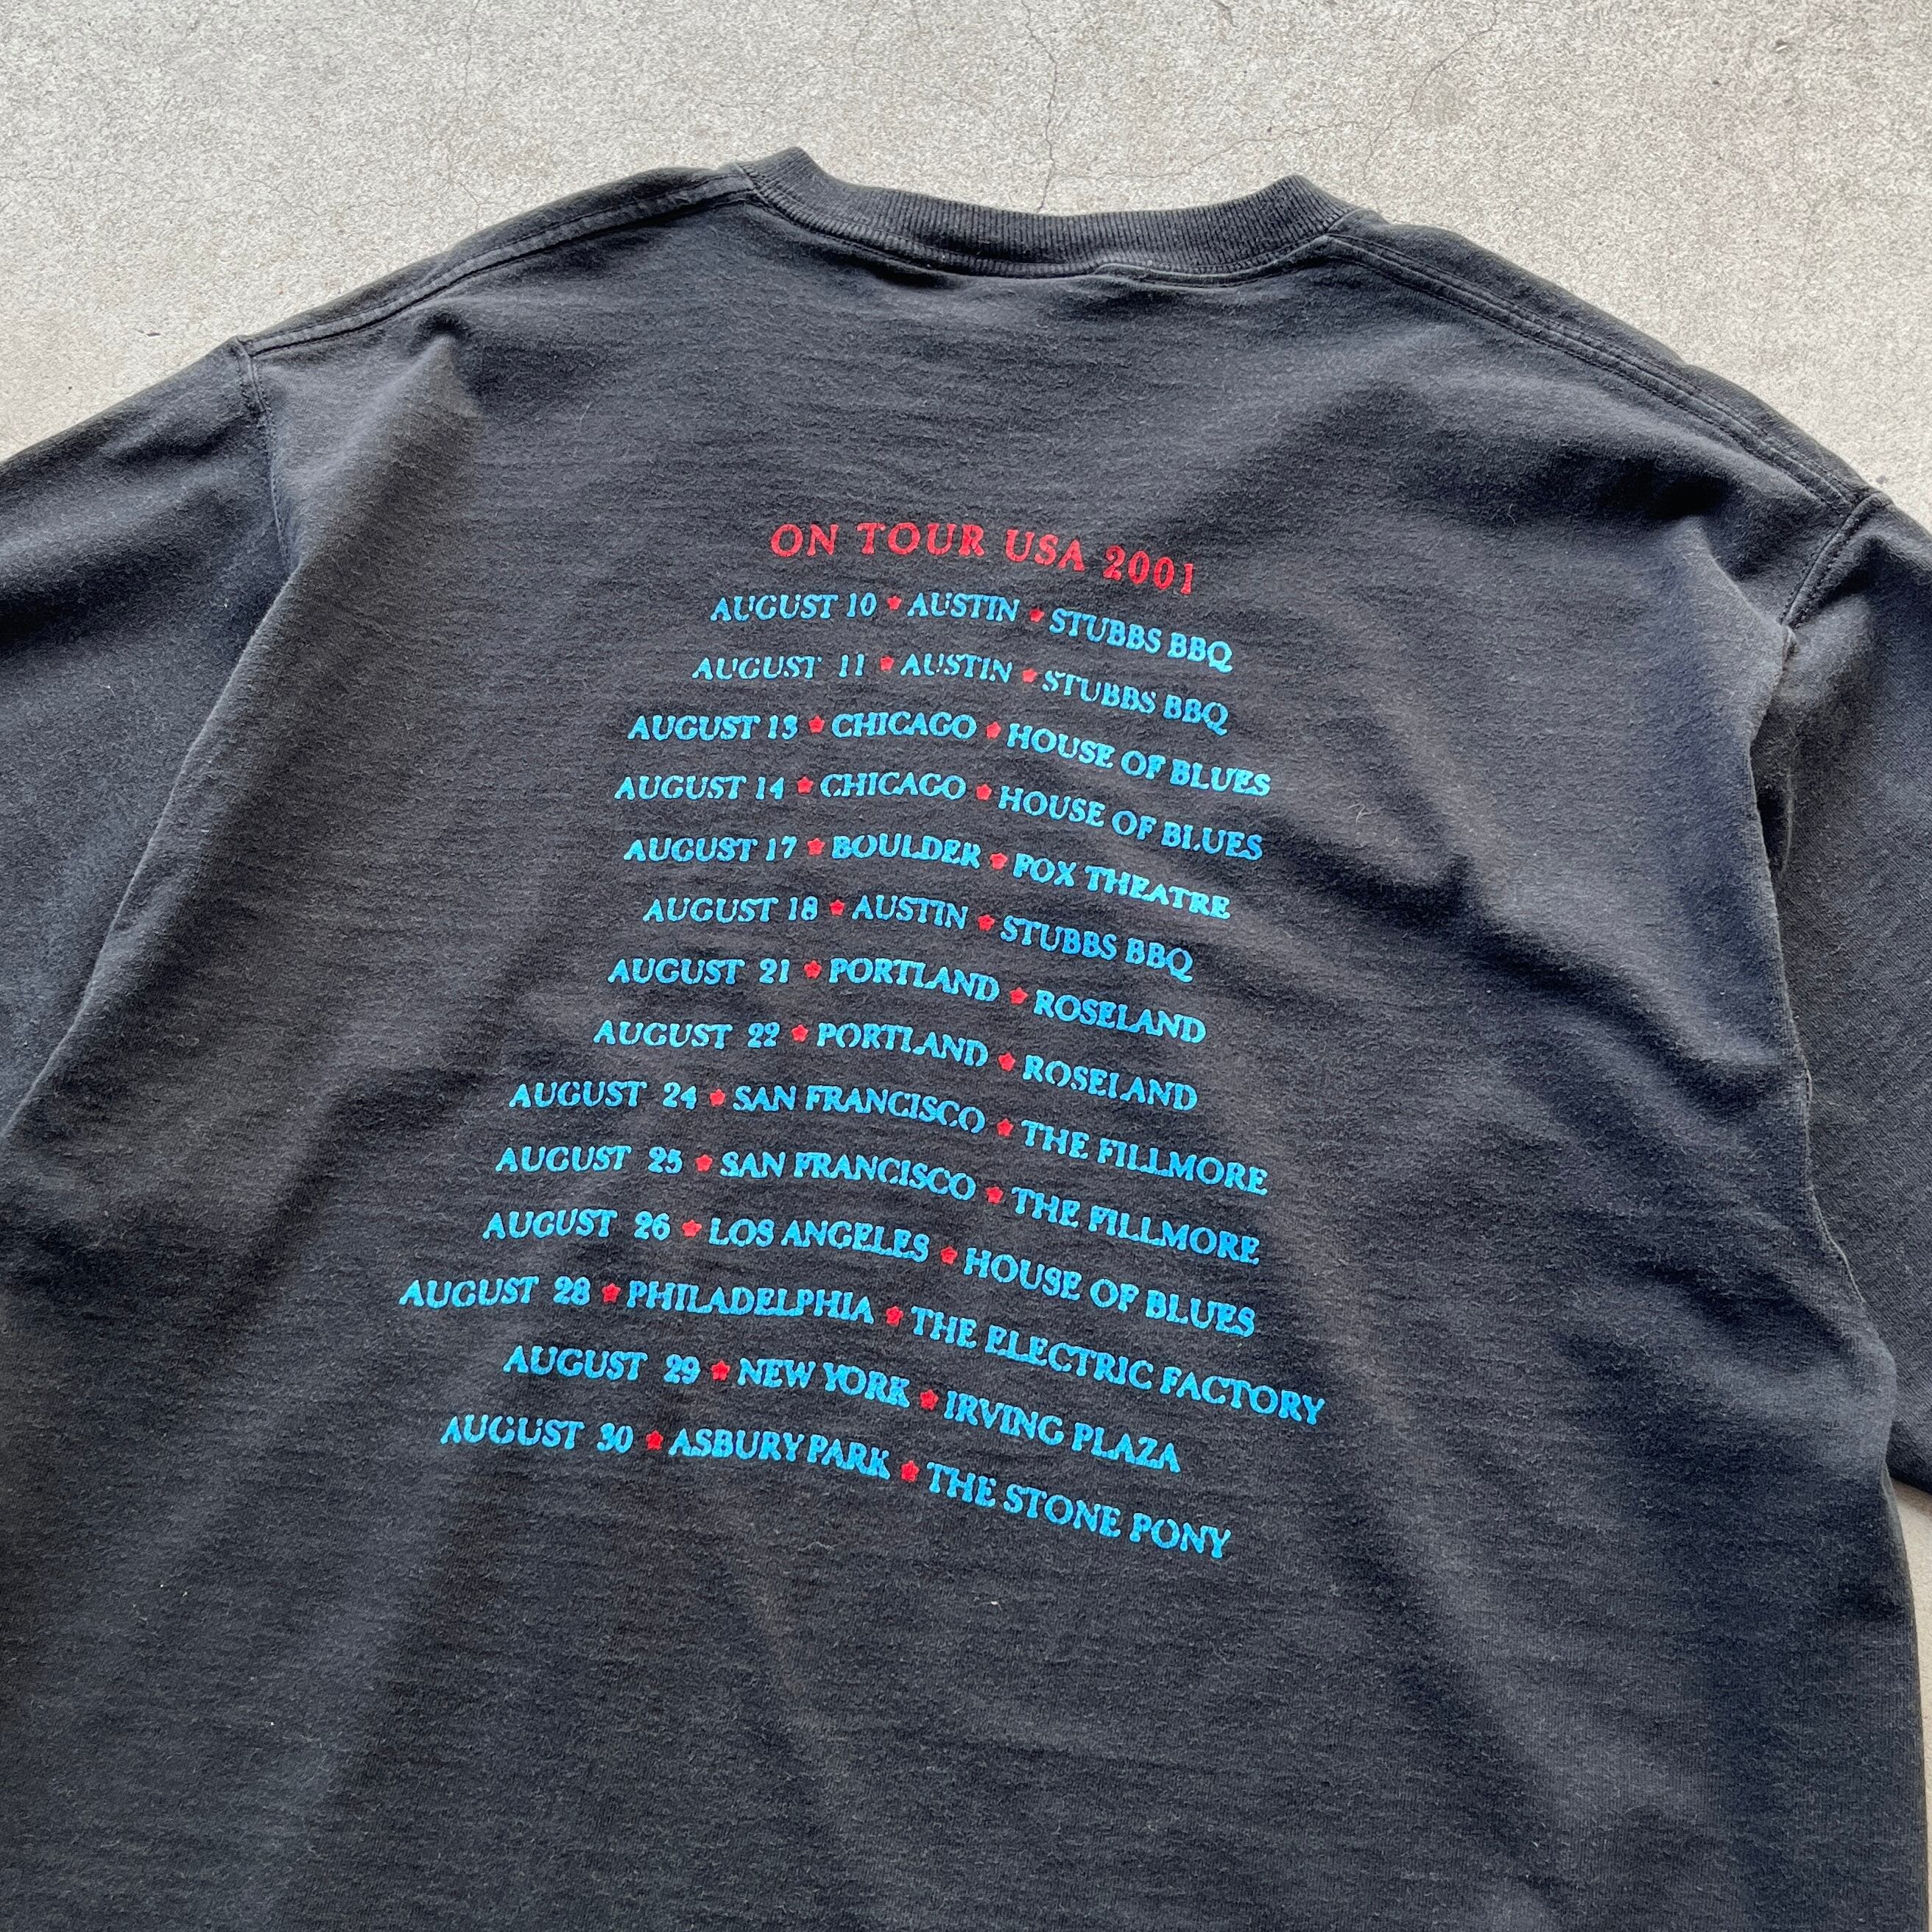 ON TOUR USA 2001
AUGUST 10 ★ AUSTIN ★ STUBBS BBQ
AUGUST 11 ★ AUSTIN ★ STUBBS BBQ
AUGUST 13 ★ CHICAGO ★ HOUSE OF BLUES
AUGUST 14 ★ CHICAGO ★ HOUSE OF BLUES
AUGUST 17 ★ BOULDER ★ FOX THEATRE
AUGUST 18 ★ AUSTIN ★ STUBBS BBQ
AUGUST 21 ★ PORTLAND ★ ROSELAND
AUGUST 22 ★ PORTLAND ★ ROSELAND
AUGUST 24 ★ SAN FRANCISCO ★ THE FILLMORE
AUGUST 25 ★ SAN FRANCISCO ★ THE FILLMORE
AUGUST 26 ★ LOS ANGELES ★ HOUSE OF BLUES
AUGUST 28 ★ PHILADELPHIA ★ THE ELECTRIC FACTORY
AUGUST 29 ★ NEW YORK ★ IRVING PLAZA
AUGUST 30 ★ ASBURY PARK ★ THE STONE PONY